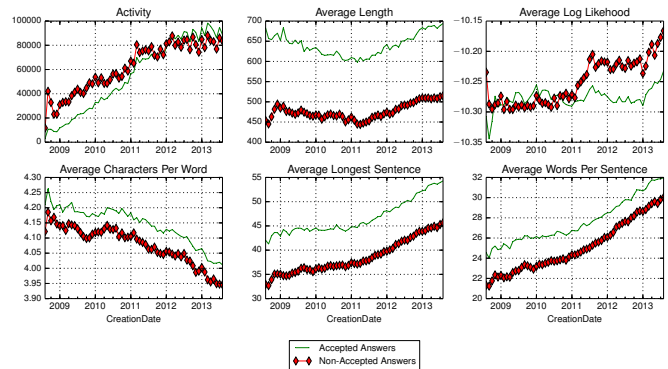 Activity
100000
80000
60000
40000
20000
0
2009 2010 2011 2012 2013
Average Length
700
650
600
550
500
450
400
2009 2010 2011 2012 2013
Average Log Likehood
−10.15
−10.20
−10.25
−10.30
−10.35
2009 2010 2011 2012 2013
Average Characters Per Word
4.30
4.25
4.20
4.15
4.10
4.05
4.00
3.95
3.90
2009 2010 2011 2012 2013
CreationDate
Average Longest Sentence
55
50
45
40
35
30
2009 2010 2011 2012 2013
CreationDate
Average Words Per Sentence
32
30
28
26
24
22
20
2009 2010 2011 2012 2013
CreationDate
Accepted Answers
Non-Accepted Answers